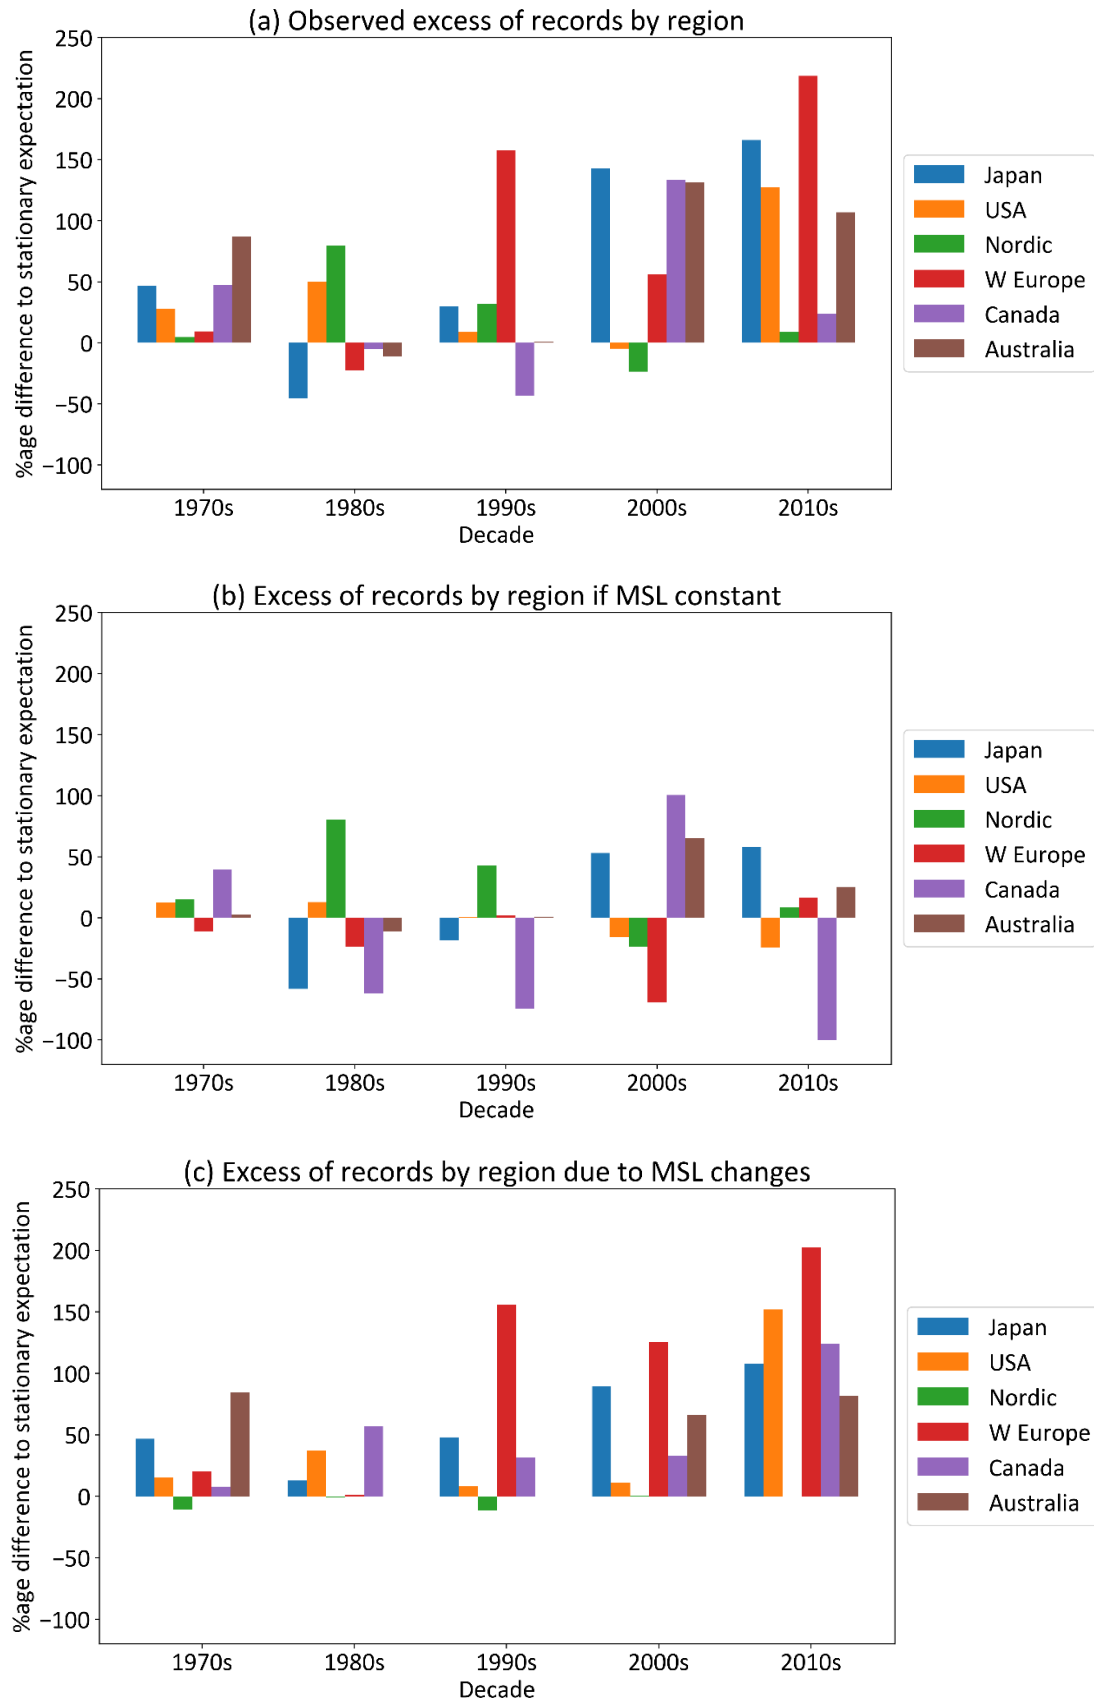 (a) Observed excess of records by region
%age difference to stationary expectation
250
200
150
100
50
0
−50
−100
1970s 1980s 1990s 2000s 2010s
Decade
Japan
USA
Nordic
W Europe
Canada
Australia
(b) Excess of records by region if MSL constant
%age difference to stationary expectation
250
200
150
100
50
0
−50
−100
1970s 1980s 1990s 2000s 2010s
Decade
Japan
USA
Nordic
W Europe
Canada
Australia
(c) Excess of records by region due to MSL changes
%age difference to stationary expectation
250
200
150
100
50
0
−50
−100
1970s 1980s 1990s 2000s 2010s
Decade
Japan
USA
Nordic
W Europe
Canada
Australia